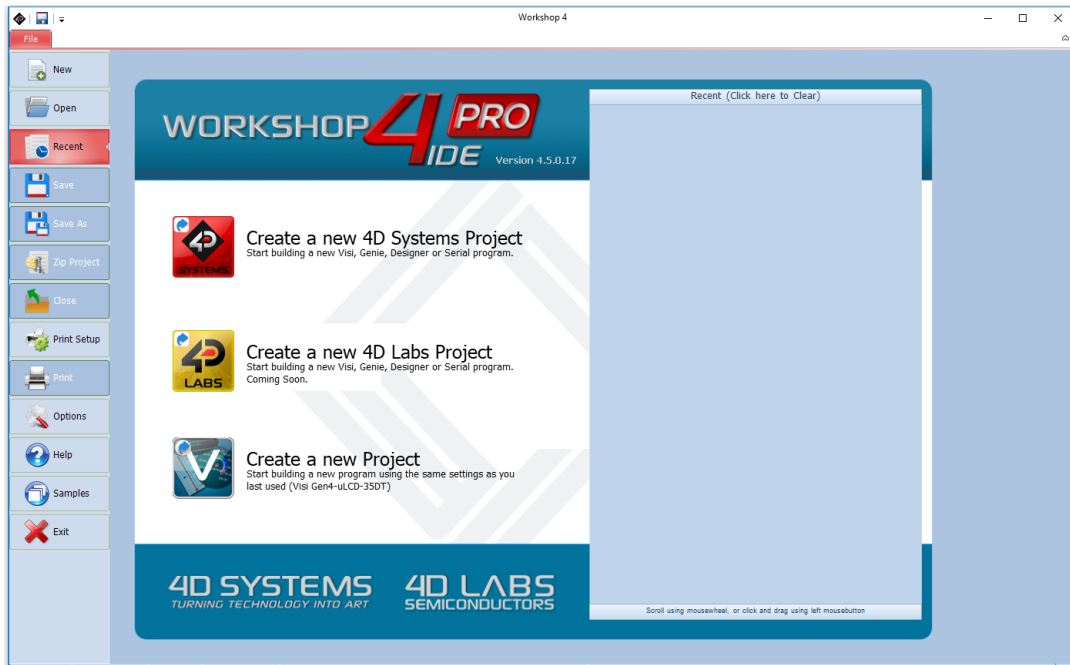 Workshop 4
File
New
Open
Recent
Save
Save As
Zip Project
Close
Print Setup
Print
Options
Help
Samples
Exit
WORKSHOP 4 PRO
IDE Version 4.5.0.17
Recent (Click here to Clear)
4D SYSTEMS
Create a new 4D Systems Project
Start building a new Visi, Genie, Designer or Serial program.
4D LABS
Create a new 4D Labs Project
Start building a new Visi, Genie, Designer or Serial program.
Coming Soon.
V
Create a new Project
Start building a new program using the same settings as you
last used (Visi Gen4-uLCD-35DT)
4D SYSTEMS
TURNING TECHNOLOGY INTO ART
4D LABS
SEMICONDUCTORS
Scroll using mousewheel, or click and drag using left mousebutton